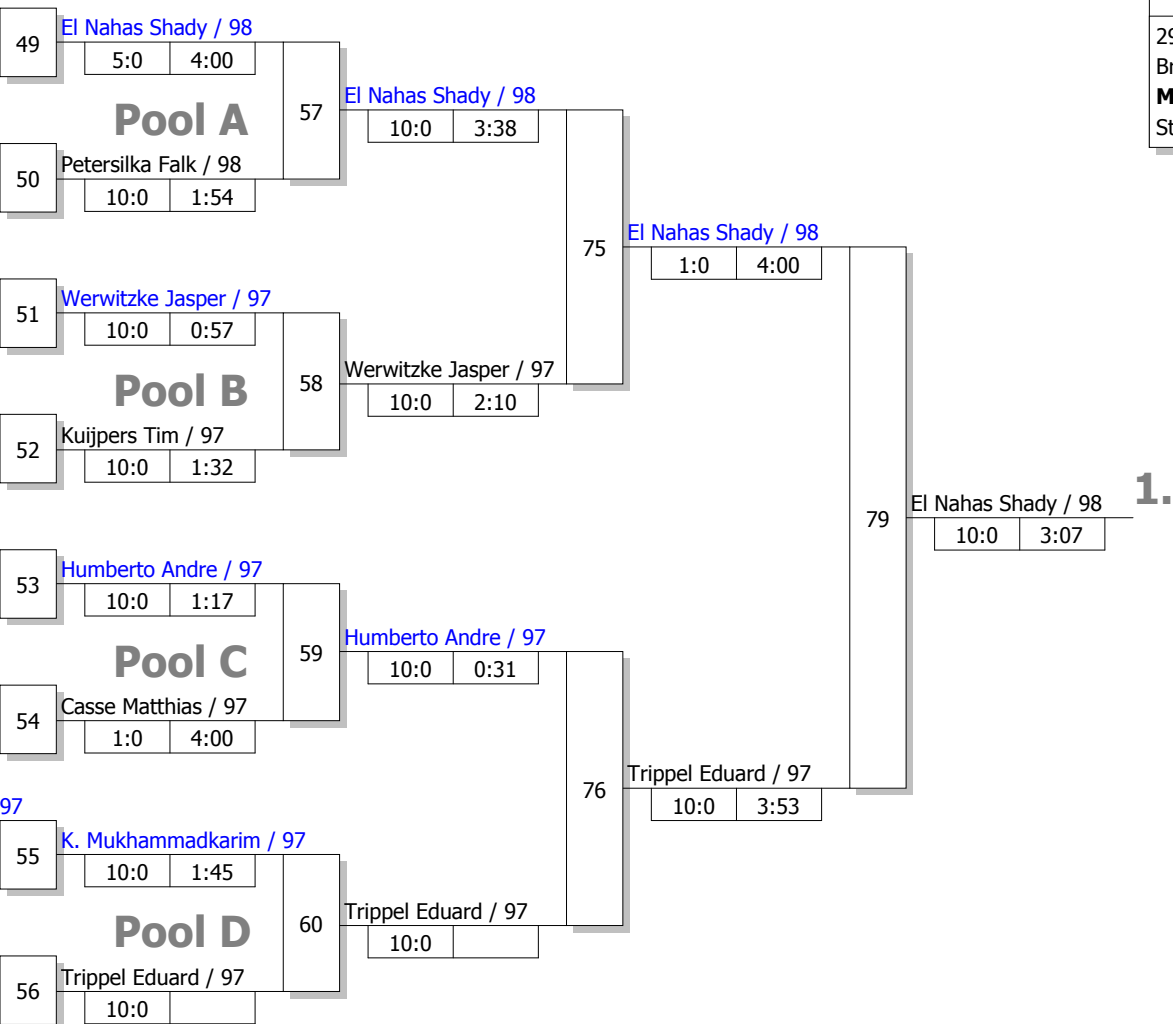 49
El Nahas Shady / 98
5:0 4:00
Pool A
57
El Nahas Shady / 98
10:0 3:38
50
Petersilka Falk / 98
10:0 1:54
75
El Nahas Shady / 98
1:0 4:00
51
Werwitzke Jasper / 97
10:0 0:57
Pool B
58
Werwitzke Jasper / 97
10:0 2:10
52
Kuijpers Tim / 97
10:0 1:32
79
El Nahas Shady / 98
10:0 3:07
1.
53
Humberto Andre / 97
10:0 1:17
Pool C
59
Humberto Andre / 97
10:0 0:31
54
Casse Matthias / 97
1:0 4:00
76
Trippel Eduard / 97
10:0 3:53
97
55
K. Mukhammadkarim / 97
10:0 1:45
Pool D
60
Trippel Eduard / 97
10:0
56
Trippel Eduard / 97
10:0
29
Br
M
St